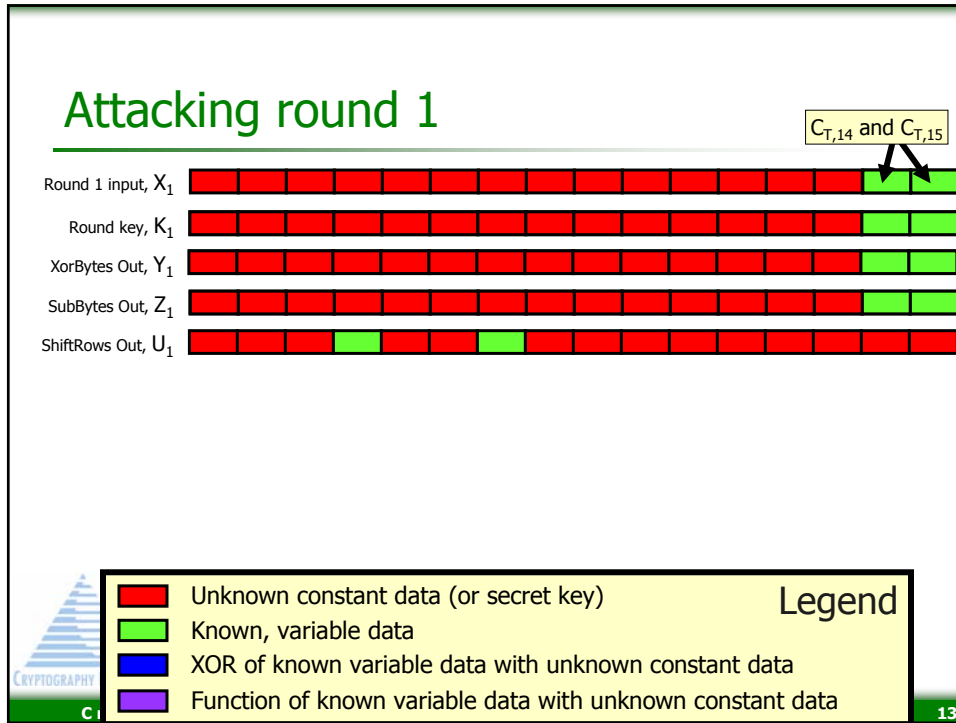 Attacking round 1
C_T,14 and C_T,15
Round 1 input, X_1
Round key, K_1
XorBytes Out, Y_1
SubBytes Out, Z_1
ShiftRows Out, U_1
Legend
Unknown constant data (or secret key)
Known, variable data
XOR of known variable data with unknown constant data
Function of known variable data with unknown constant data
CRYPTOGRAPHY
13